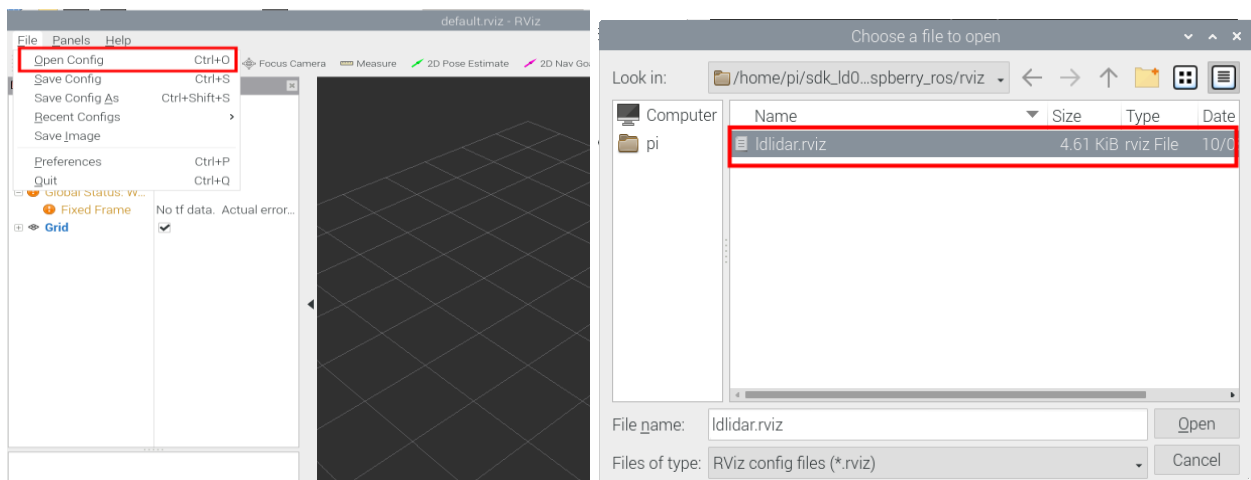 default.rviz - RViz
File Panels Help
Open Config Ctrl+O
Focus Camera Measure 2D Pose Estimate 2D Nav Goa
Save Config Ctrl+S
Save Config As Ctrl+Shift+S
Recent Configs
Save Image
Preferences Ctrl+P
Quit Ctrl+Q
Global Status: W...
Fixed Frame No tf data. Actual error...
Grid
Choose a file to open
Look in: /home/pi/sdk_ld0...spberry_ros/rviz
Computer
pi
Name Size Type Date
ldlidar.rviz 4.61 KiB rviz File 10/0
File name: ldlidar.rviz Open
Files of type: RViz config files (*.rviz) Cancel